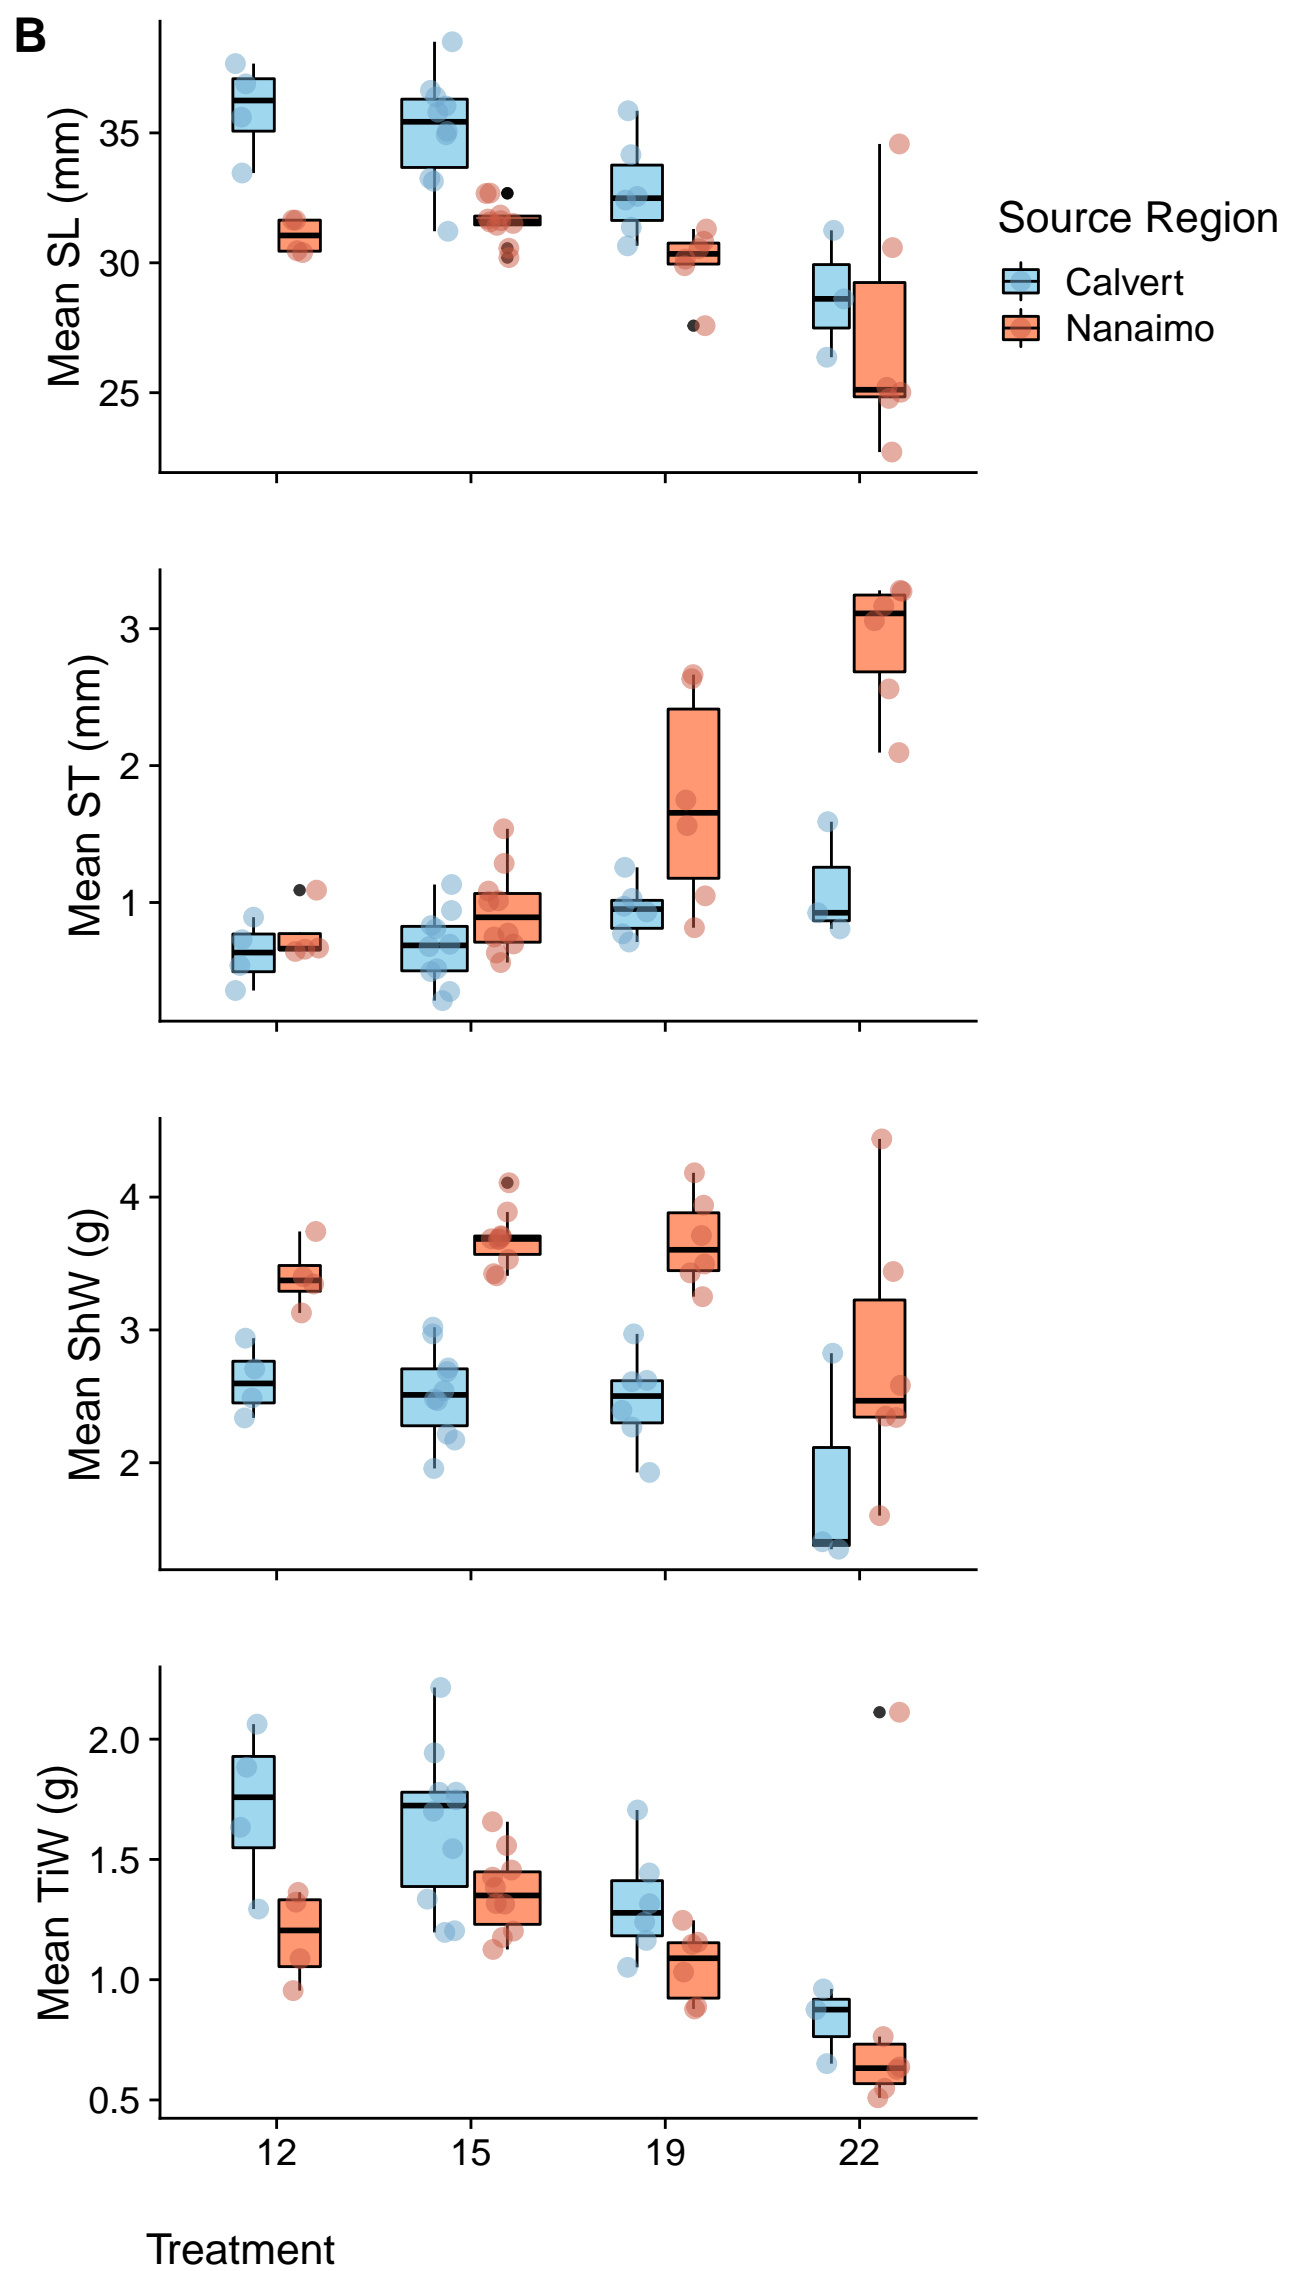 B
Mean SL (mm)
35
30
25
Source Region
Calvert
Nanaimo
Mean ST (mm)
3
2
1
Mean ShW (g)
4
3
2
Mean TiW (g)
2.0
1.5
1.0
0.5
12 15 19 22
Treatment